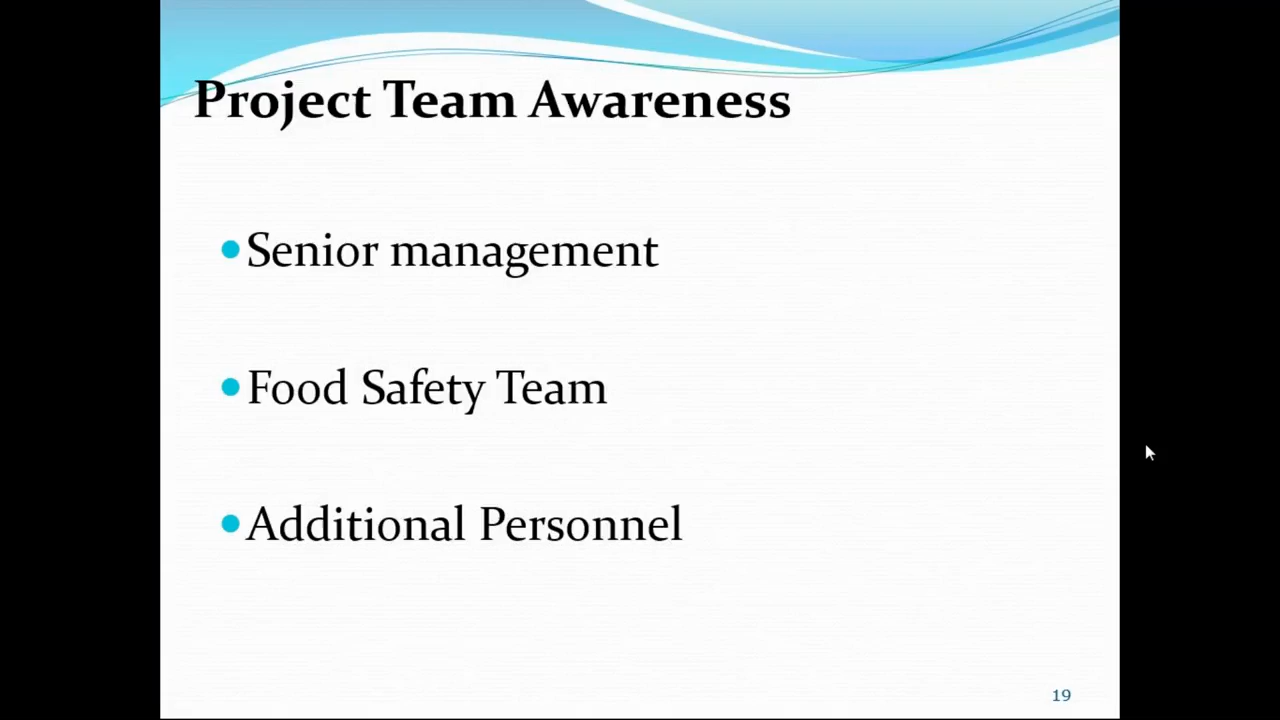 Project Team Awareness
Senior management
Food Safety Team
Additional Personnel
19